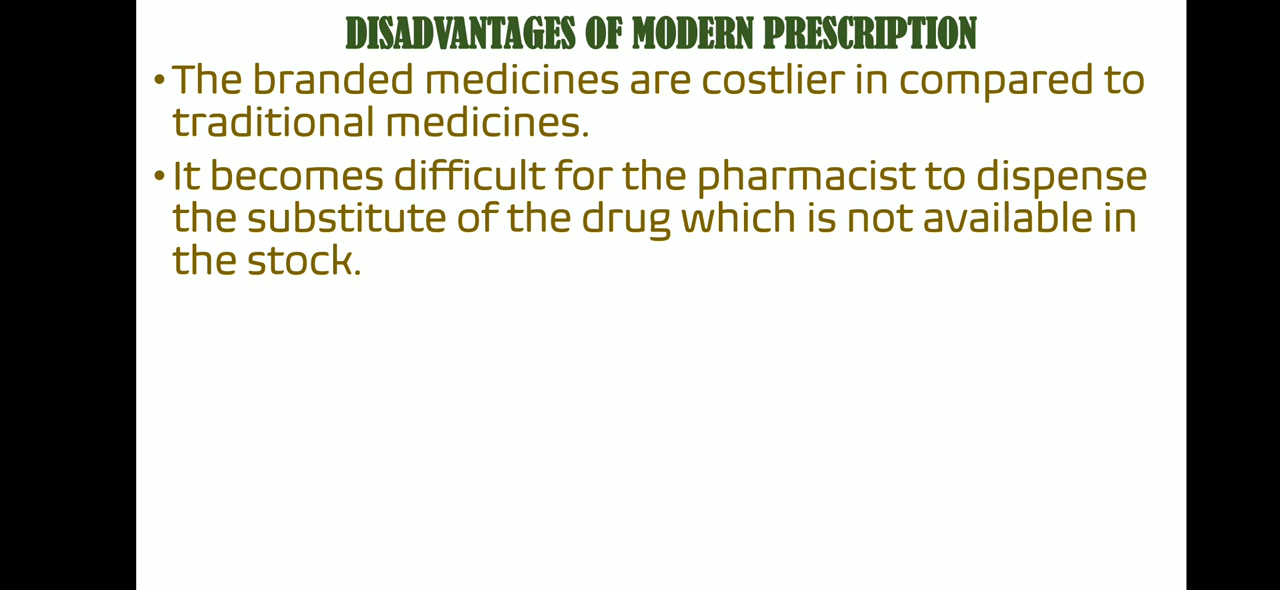 DISADVANTAGES OF MODERN PRESCRIPTION
• The branded medicines are costlier in compared to
traditional medicines.
• It becomes difficult for the pharmacist to dispense
the substitute of the drug which is not available in
the stock.